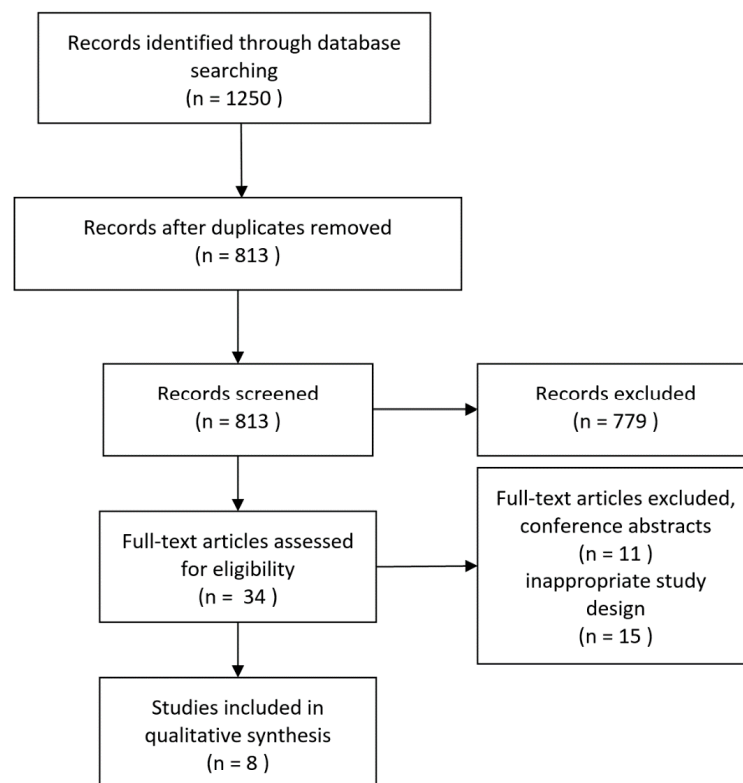 Records identified through database
searching
(n = 1250 )
Records after duplicates removed
(n = 813 )
Records screened
(n = 813 )
Records excluded
(n = 779 )
Full-text articles assessed
for eligibility
(n = 34 )
Full-text articles excluded,
conference abstracts
(n = 11 )
inappropriate study
design
(n = 15 )
Studies included in
qualitative synthesis
(n = 8 )